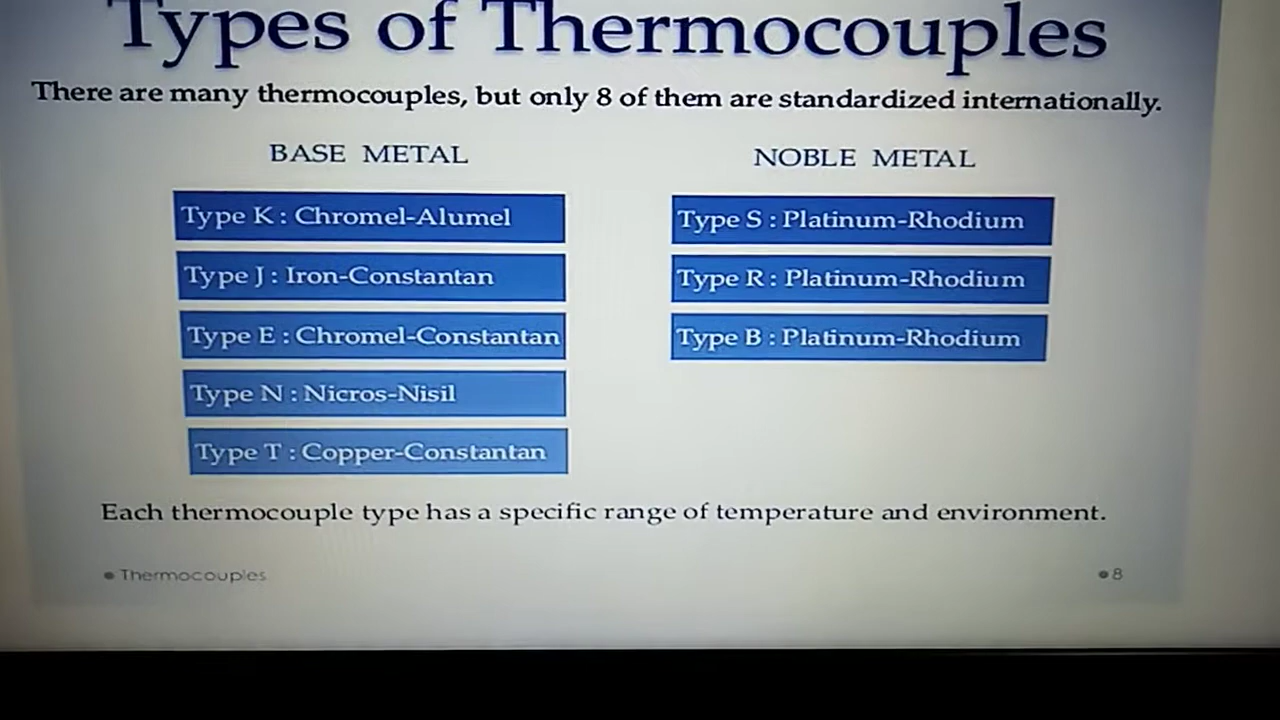 Types of Thermocouples
There are many thermocouples, but only 8 of them are standardized internationally.
BASE METAL
Type K : Chromel-Alumel
Type J : Iron-Constantan
Type E : Chromel-Constantan
Type N : Nicros-Nisil
Type T : Copper-Constantan
NOBLE METAL
Type S : Platinum-Rhodium
Type R : Platinum-Rhodium
Type B : Platinum-Rhodium
Each thermocouple type has a specific range of temperature and environment.
Thermocouples
8